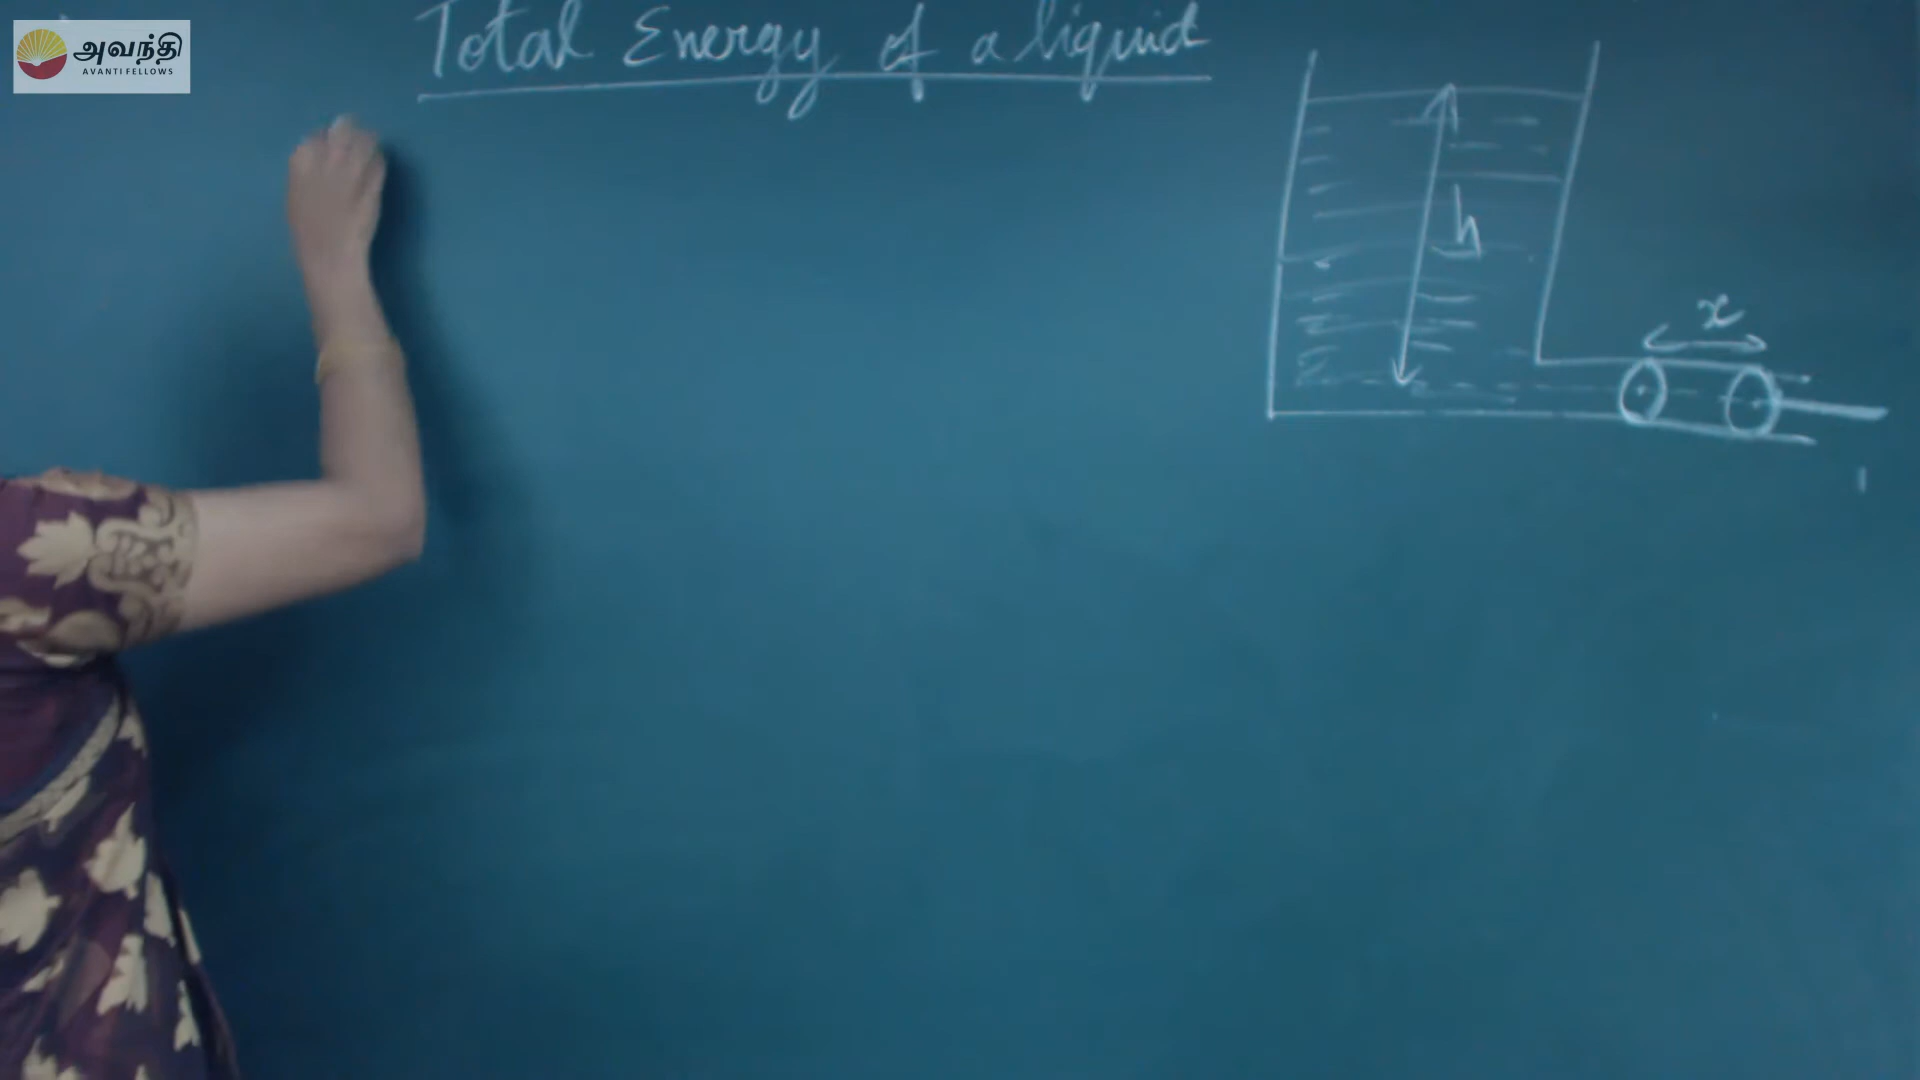 அவந்தி
AVANTI FELLOWS
Total Energy of a liquid
h
x